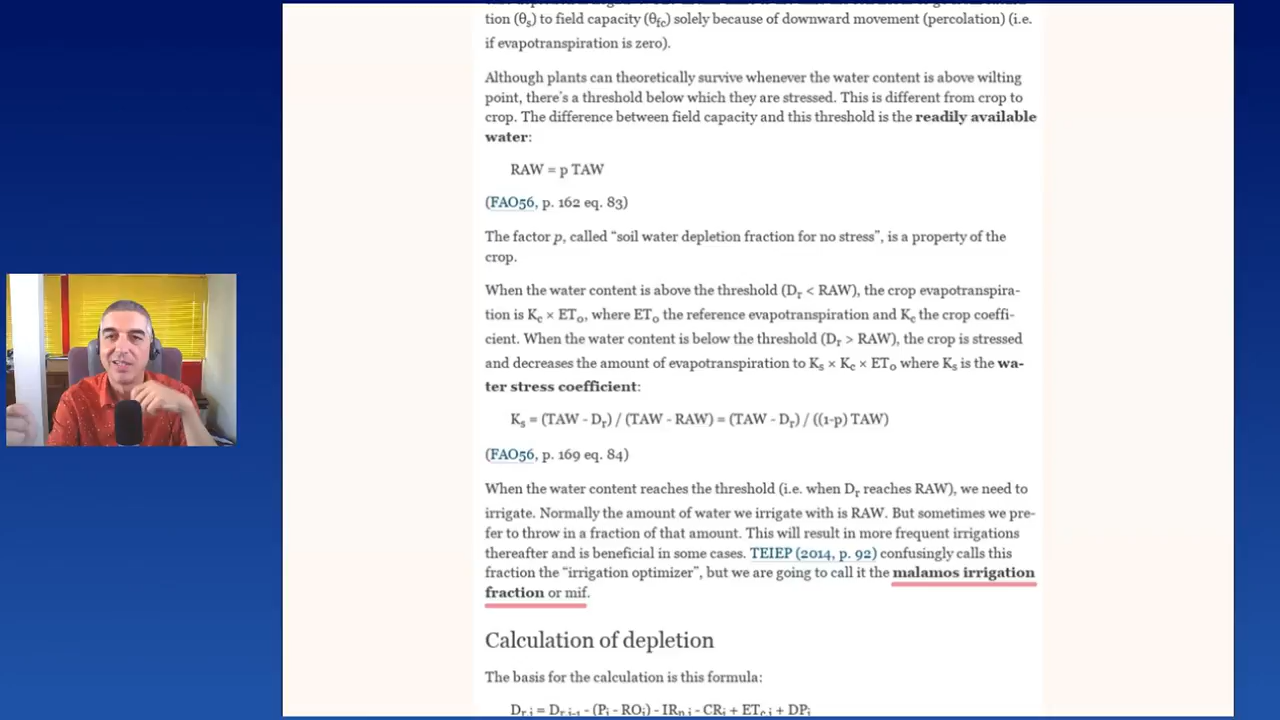 tion (θs) to field capacity (θfc) solely because of downward movement (percolation) (i.e.
if evapotranspiration is zero).
Although plants can theoretically survive whenever the water content is above wilting
point, there's a threshold below which they are stressed. This is different from crop to
crop. The difference between field capacity and this threshold is the readily available
water:
RAW = p TAW
(FAO56, p. 162 eq. 83)
The factor p, called “soil water depletion fraction for no stress”, is a property of the
crop.
When the water content is above the threshold (Dr < RAW), the crop evapotranspira-
tion is Kc × ETo, where ETo the reference evapotranspiration and Kc the crop coeffi-
cient. When the water content is below the threshold (Dr > RAW), the crop is stressed
and decreases the amount of evapotranspiration to Ks × Kc × ETo where Ks is the wa-
ter stress coefficient:
Ks = (TAW - Dr) / (TAW - RAW) = (TAW - Dr) / ((1-p) TAW)
(FAO56, p. 169 eq. 84)
When the water content reaches the threshold (i.e. when Dr reaches RAW), we need to
irrigate. Normally the amount of water we irrigate with is RAW. But sometimes we pre-
fer to throw in a fraction of that amount. This will result in more frequent irrigations
thereafter and is beneficial in some cases. TEIEP (2014, p. 92) confusingly calls this
fraction the “irrigation optimizer”, but we are going to call it the malamos irrigation
fraction or mif.
Calculation of depletion
The basis for the calculation is this formula:
Dr,i = Dr,i-1 - (Pi - ROi) - IRn,i - CRi + ETc,i + DPi